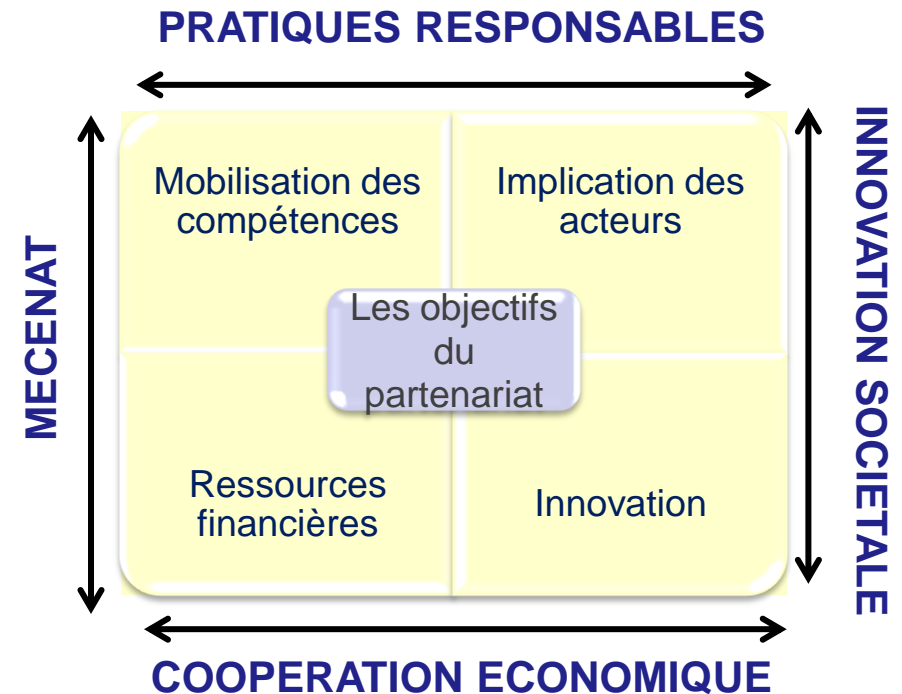 PRATIQUES RESPONSABLES
MECENAT
Mobilisation des
compétences
Implication des
acteurs
Les objectifs
du
partenariat
Ressources
financières
Innovation
INNOVATION SOCIETALE
COOPERATION ECONOMIQUE